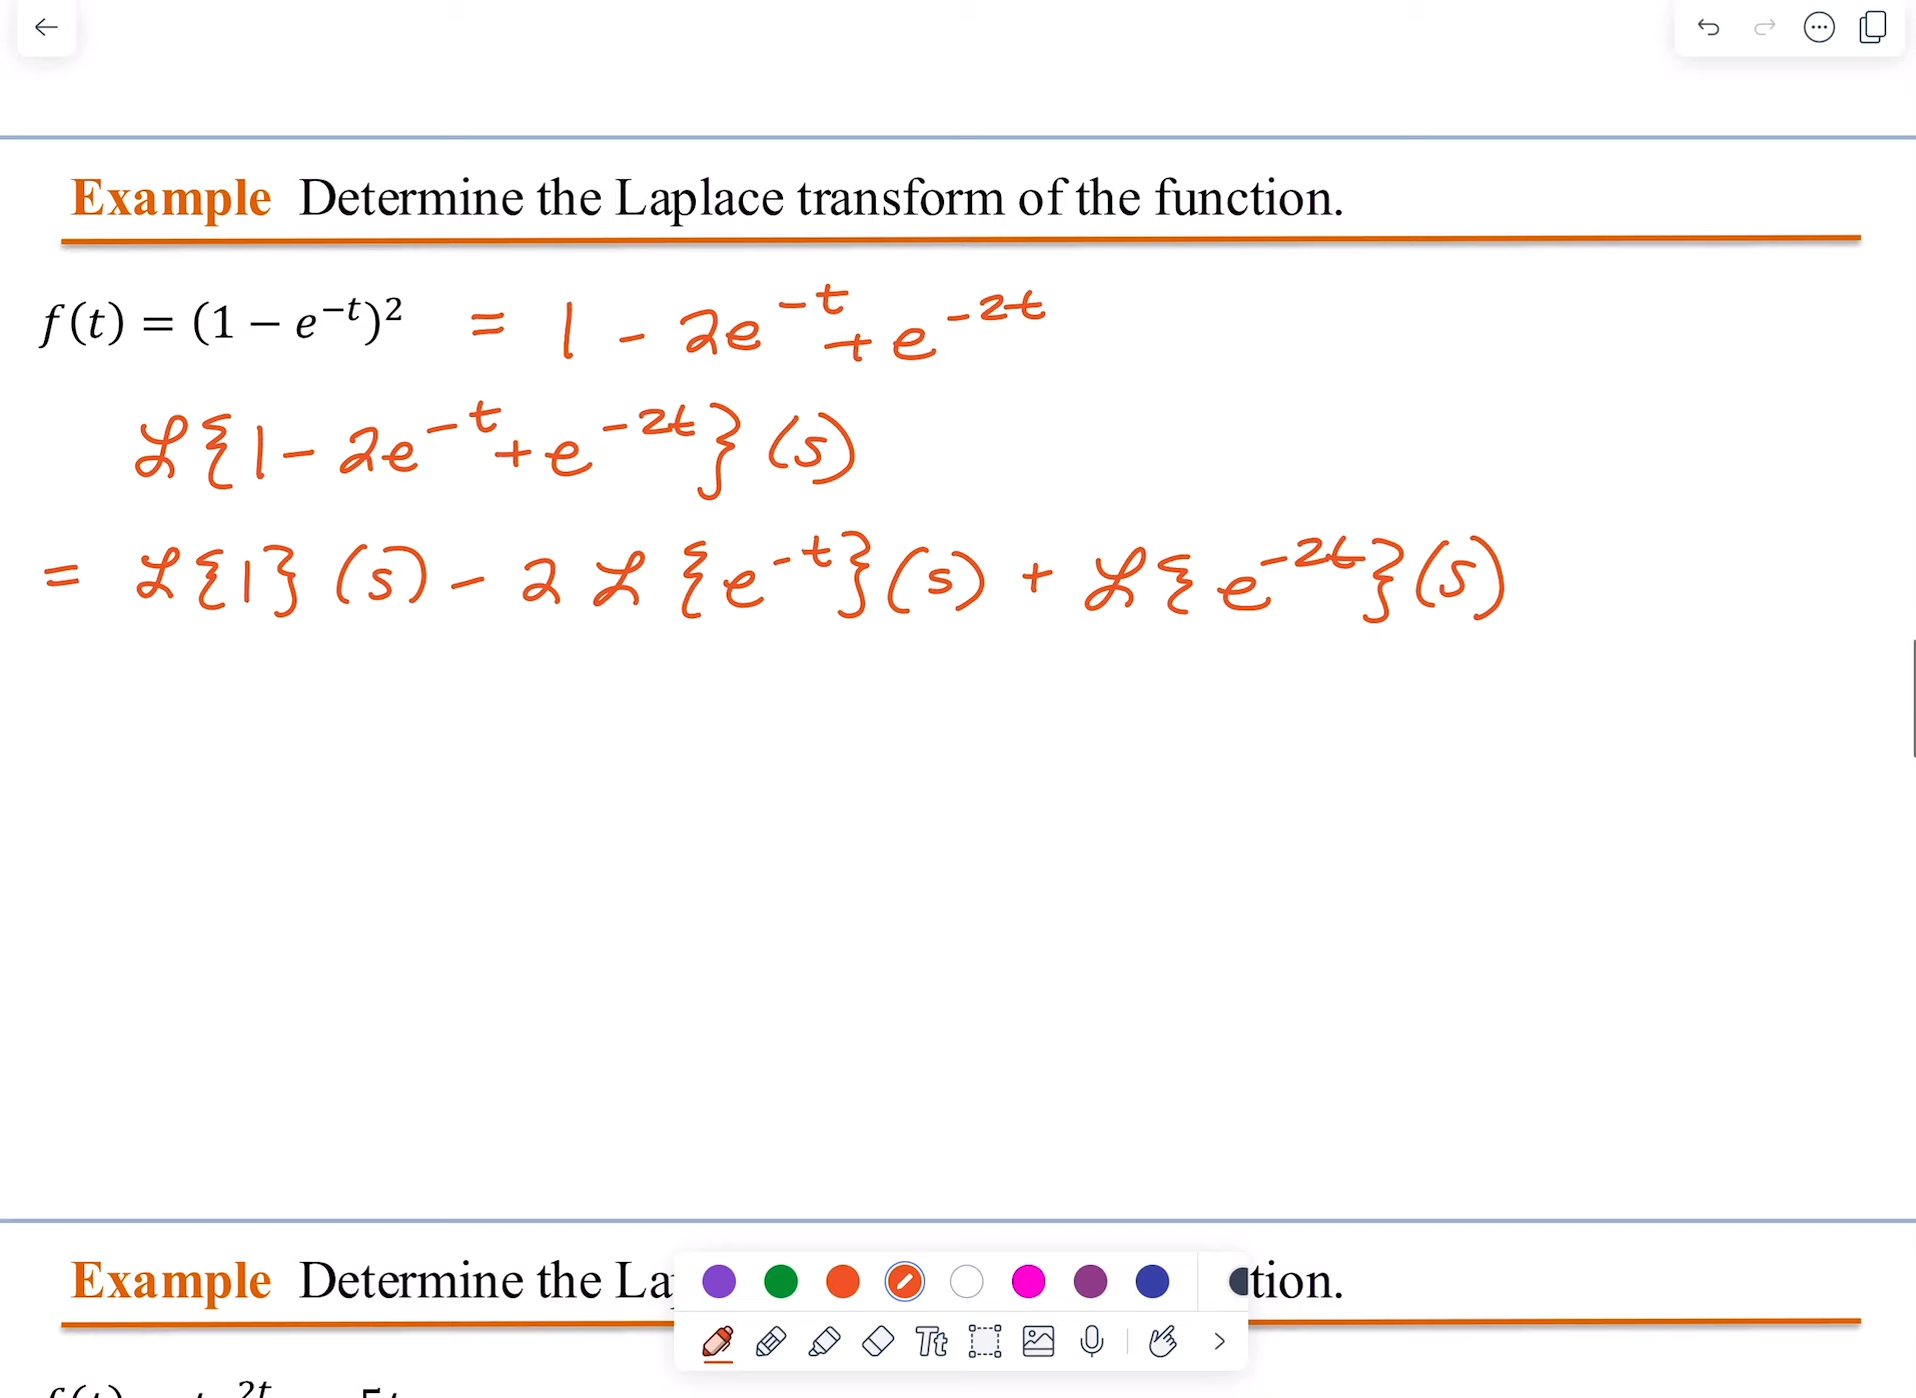 Example Determine the Laplace transform of the function.
f(t) = (1 − e^{−t})^2 = 1 - 2e^{-t} + e^{-2t}
ℒ{1 - 2e^{-t} + e^{-2t}}(s)
= ℒ{1}(s) - 2ℒ{e^{-t}}(s) + ℒ{e^{-2t}}(s)
Example Determine the La tion.
Tt